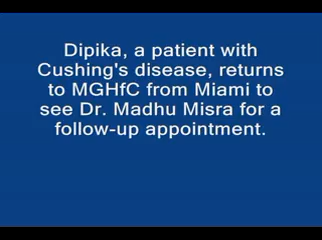 Dipika, a patient with
Cushing's disease, returns
to MGHfC from Miami to
see Dr. Madhu Misra for a
follow-up appointment.